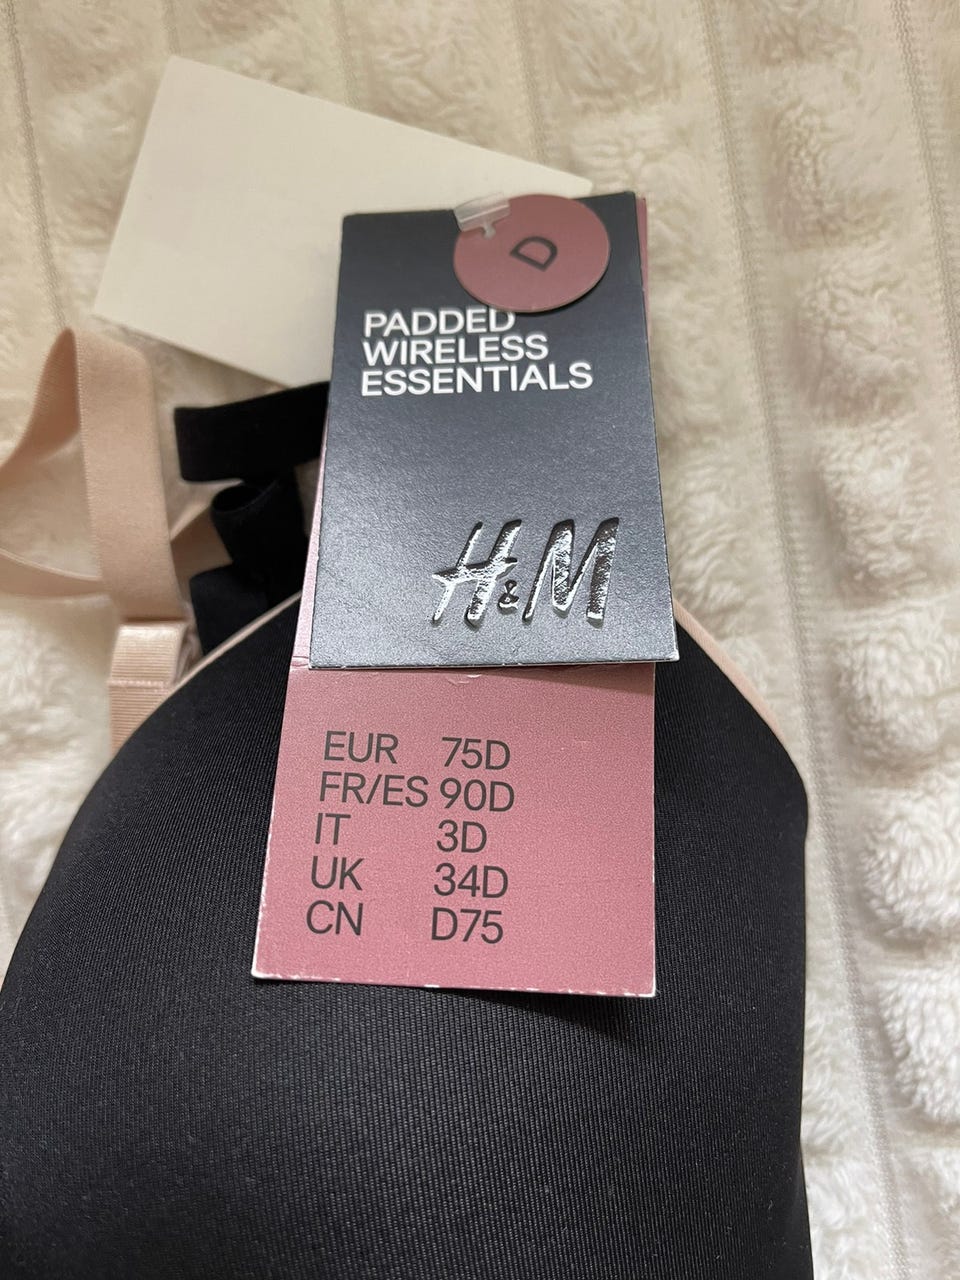 D
PADDED
WIRELESS
ESSENTIALS
H&M
EUR 75D
FR/ES 90D
IT 3D
UK 34D
CN D75